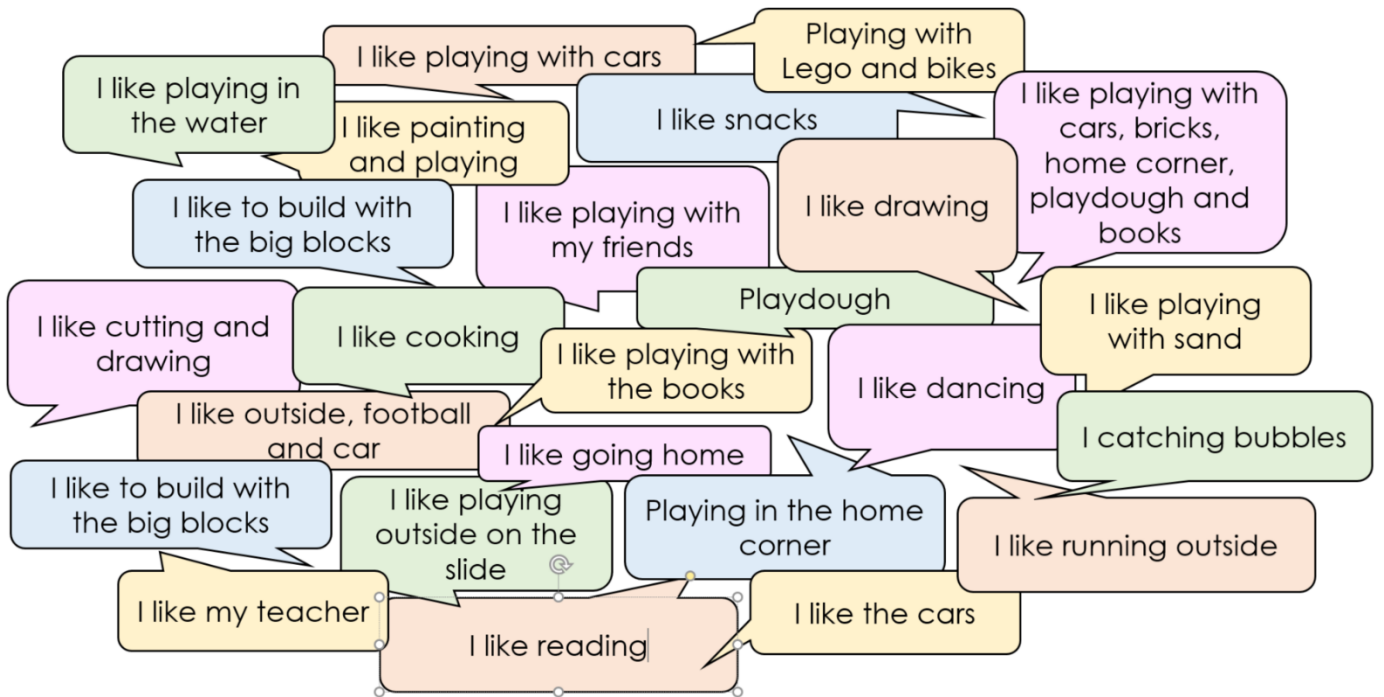 I like playing with cars
Playing with
Lego and bikes
I like playing in
the water
I like painting
and playing
I like snacks
I like playing with
cars, bricks,
home corner,
playdough and
books
I like to build with
the big blocks
I like playing with
my friends
I like drawing
I like cutting and
drawing
I like cooking
Playdough
I like playing
with sand
I like playing with
the books
I like dancing
I like outside, football
and car
I like going home
I catching bubbles
I like to build with
the big blocks
I like playing
outside on the
slide
Playing in the home
corner
I like running outside
I like my teacher
I like reading
I like the cars